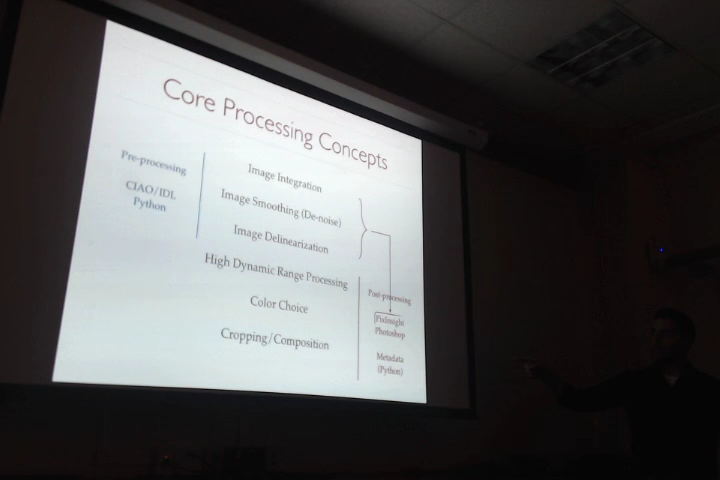 Core Processing Concepts
Pre-processing
CIAO/IDL
Python
Image Integration
Image Smoothing (De-noise)
Image Delinearization
High Dynamic Range Processing
Color Choice
Cropping/Composition
Post-processing
PixInsight
Photoshop
Metadata
(Python)